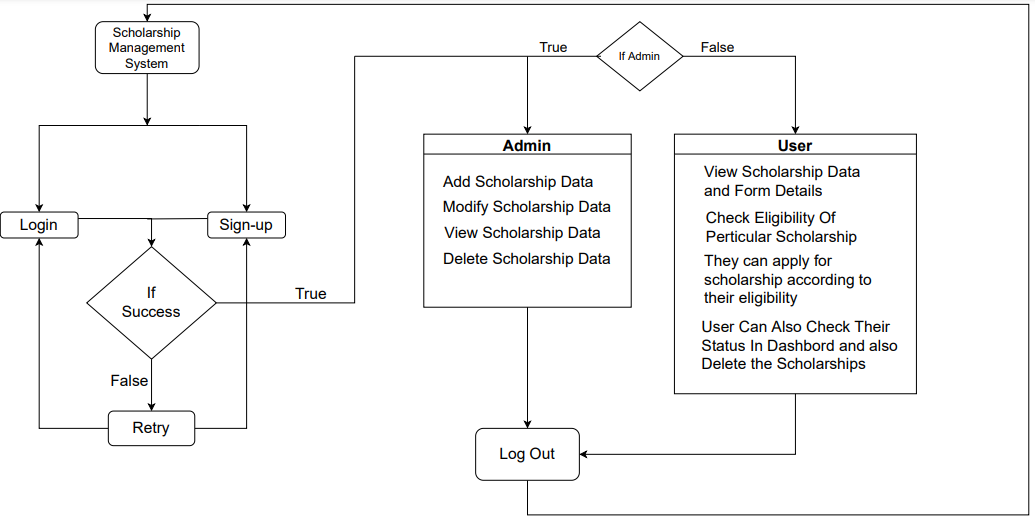 Scholarship
Management
System
True
If Admin
False
Admin
User
Add Scholarship Data
Modify Scholarship Data
View Scholarship Data
Delete Scholarship Data
View Scholarship Data
and Form Details
Check Eligibility Of
Perticular Scholarship
They can apply for
scholarship according to
their eligibility
User Can Also Check Their
Status In Dashbord and also
Delete the Scholarships
Login
Sign-up
If
Success
True
False
Retry
Log Out